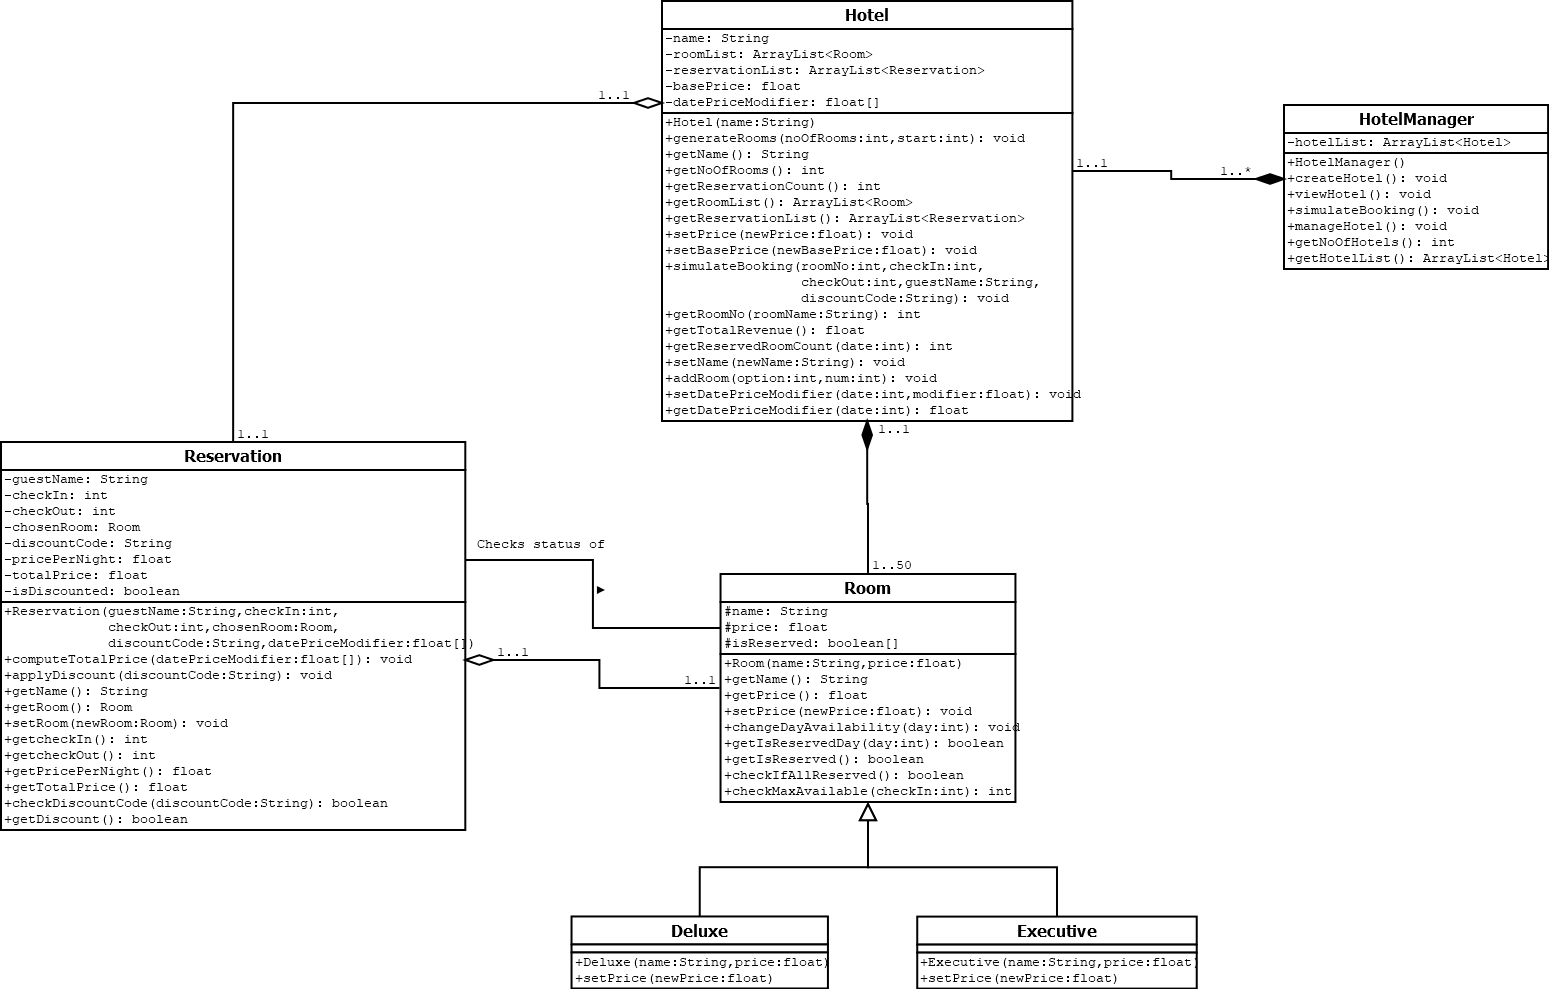 Hotel
-name: String
-roomList: ArrayList<Room>
-reservationList: ArrayList<Reservation>
-basePrice: float
-datePriceModifier: float[]
+Hotel(name:String)
+generateRooms(noOfRooms:int,start:int): void
+getName(): String
+getNoOfRooms(): int
+getReservationCount(): int
+getRoomList(): ArrayList<Room>
+getReservationList(): ArrayList<Reservation>
+setPrice(newPrice:float): void
+setBasePrice(newBasePrice:float): void
+simulateBooking(roomNo:int,checkIn:int,
checkOut:int,guestName:String,
discountCode:String): void
+getRoomNo(roomName:String): int
+getTotalRevenue(): float
+getReservedRoomCount(date:int): int
+setName(newName:String): void
+addRoom(option:int,num:int): void
+setDatePriceModifier(date:int,modifier:float): void
+getDatePriceModifier(date:int): float
1..1
1..1
1..*
HotelManager
-hotelList: ArrayList<Hotel>
+HotelManager()
+createHotel(): void
+viewHotel(): void
+simulateBooking(): void
+manageHotel(): void
+getNoOfHotels(): int
+getHotelList(): ArrayList<Hotel>
1..1
1..1
Reservation
-guestName: String
-checkIn: int
-checkOut: int
-chosenRoom: Room
-discountCode: String
-pricePerNight: float
-totalPrice: float
-isDiscounted: boolean
+Reservation(guestName:String,checkIn:int,
checkOut:int,chosenRoom:Room,
discountCode:String,datePriceModifier:float[])
+computeTotalPrice(datePriceModifier:float[]): void
+applyDiscount(discountCode:String): void
+getName(): String
+getRoom(): Room
+setRoom(newRoom:Room): void
+getcheckIn(): int
+getcheckOut(): int
+getPricePerNight(): float
+getTotalPrice(): float
+checkDiscountCode(discountCode:String): boolean
+getDiscount(): boolean
Checks status of
1..1
1..1
1..50
Room
#name: String
#price: float
#isReserved: boolean[]
+Room(name:String,price:float)
+getName(): String
+getPrice(): float
+setPrice(newPrice:float): void
+changeDayAvailability(day:int): void
+getIsReservedDay(day:int): boolean
+getIsReserved(): boolean
+checkIfAllReserved(): boolean
+checkMaxAvailable(checkIn:int): int
Deluxe
+Deluxe(name:String,price:float)
+setPrice(newPrice:float)
Executive
+Executive(name:String,price:float)
+setPrice(newPrice:float)